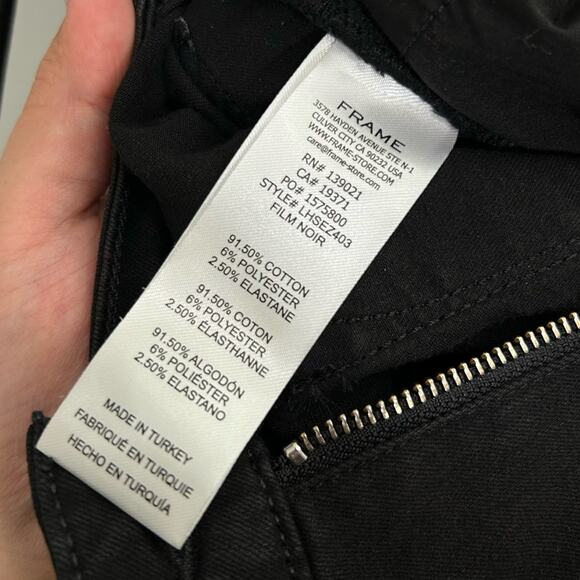 FRAME
3578 HAYDEN AVENUE STE N-1
CULVER CITY CA 90232 USA
WWW.FRAME-STORE.COM
care@frame-store.com
RN# 139021
CA# 19371
PO# 1575800
STYLE# LHSEZ403
FILM NOIR
91.50% COTTON
6% POLYESTER
2.50% ELASTANE
91.50% COTON
6% POLYESTER
2.50% ÉLASTHANNE
91.50% ALGODÓN
6% POLIÉSTER
2.50% ELASTANO
MADE IN TURKEY
FABRIQUÉ EN TURQUIE
HECHO EN TURQUÍA